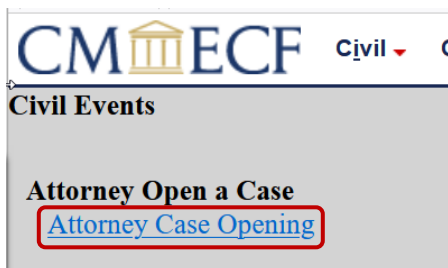 CM ECF Civil
Civil Events
Attorney Open a Case
Attorney Case Opening